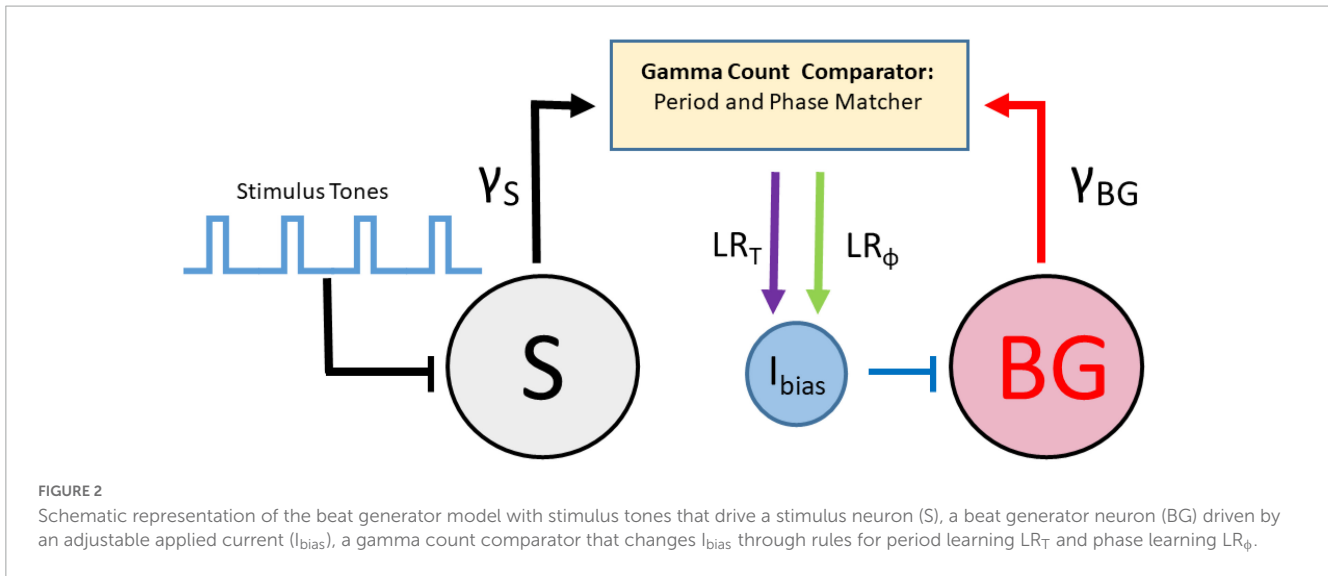 Gamma Count Comparator:
Period and Phase Matcher
Stimulus Tones
γS
γBG
LRT
LRϕ
S
Ibias
BG
FIGURE 2
Schematic representation of the beat generator model with stimulus tones that drive a stimulus neuron (S), a beat generator neuron (BG) driven by
an adjustable applied current (Ibias), a gamma count comparator that changes Ibias through rules for period learning LRT and phase learning LRϕ.